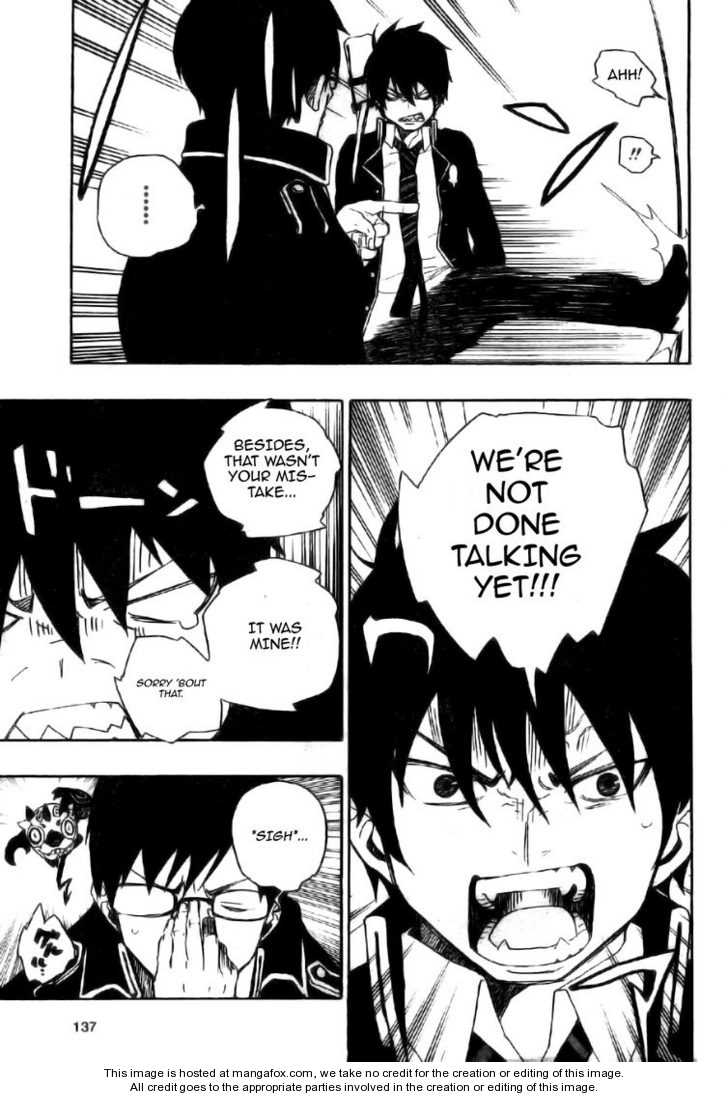 AHH!
!!
.......
WE'RE
NOT
DONE
TALKING
YET!!!
BESIDES,
THAT WASN'T
YOUR MIS-
TAKE...
ドーン
IT WAS
MINE!!
SORRY 'BOUT
THAT.
*SIGH*...
137
This image is hosted at mangafox.com, we take no credit for the creation or editing of this image.
All credit goes to the appropriate parties involved in the creation or editing of this image.